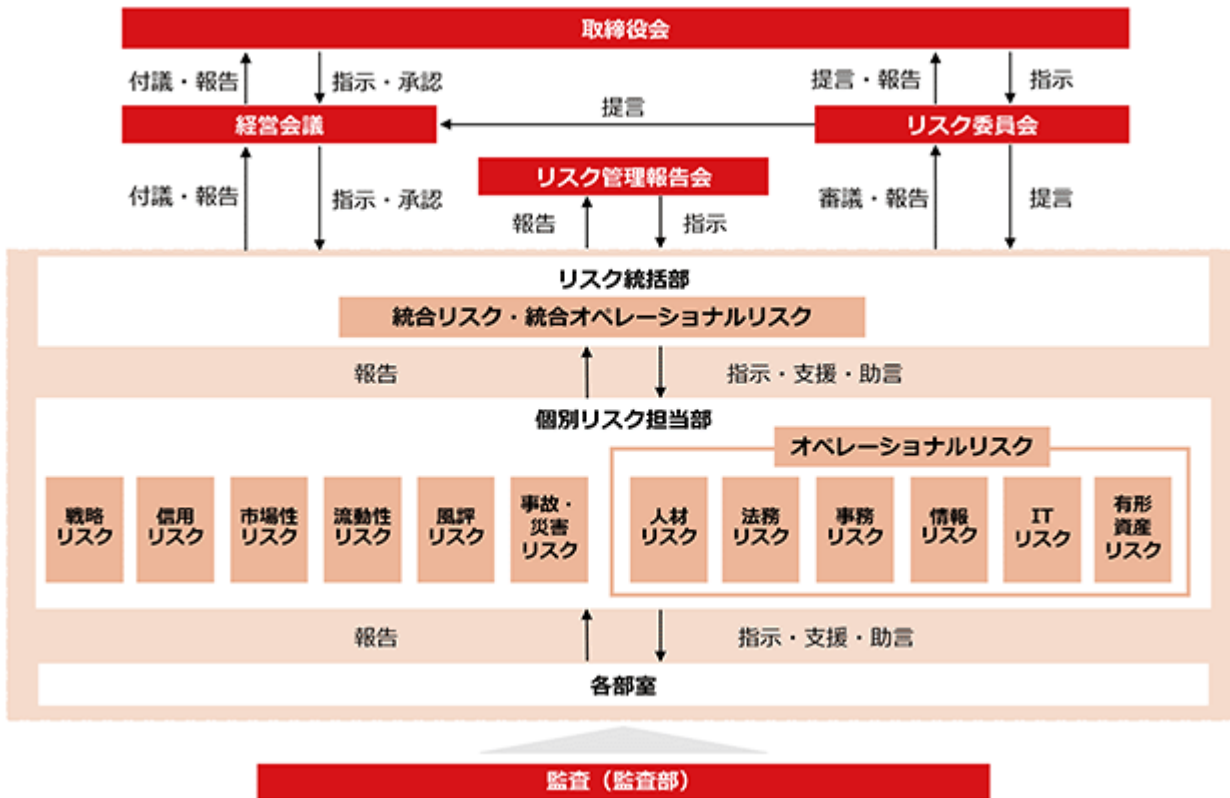 取締役会
付議・報告
指示・承認
提言・報告
指示
提言
経営会議
リスク委員会
リスク管理報告会
付議・報告
指示・承認
報告
指示
審議・報告
提言
リスク統括部
統合リスク・統合オペレーショナルリスク
報告
指示・支援・助言
個別リスク担当部
オペレーショナルリスク
戦略
リスク
信用
リスク
市場性
リスク
流動性
リスク
風評
リスク
事故・
災害
リスク
人材
リスク
法務
リスク
事務
リスク
情報
リスク
IT
リスク
有形
資産
リスク
報告
指示・支援・助言
各部室
監査（監査部）